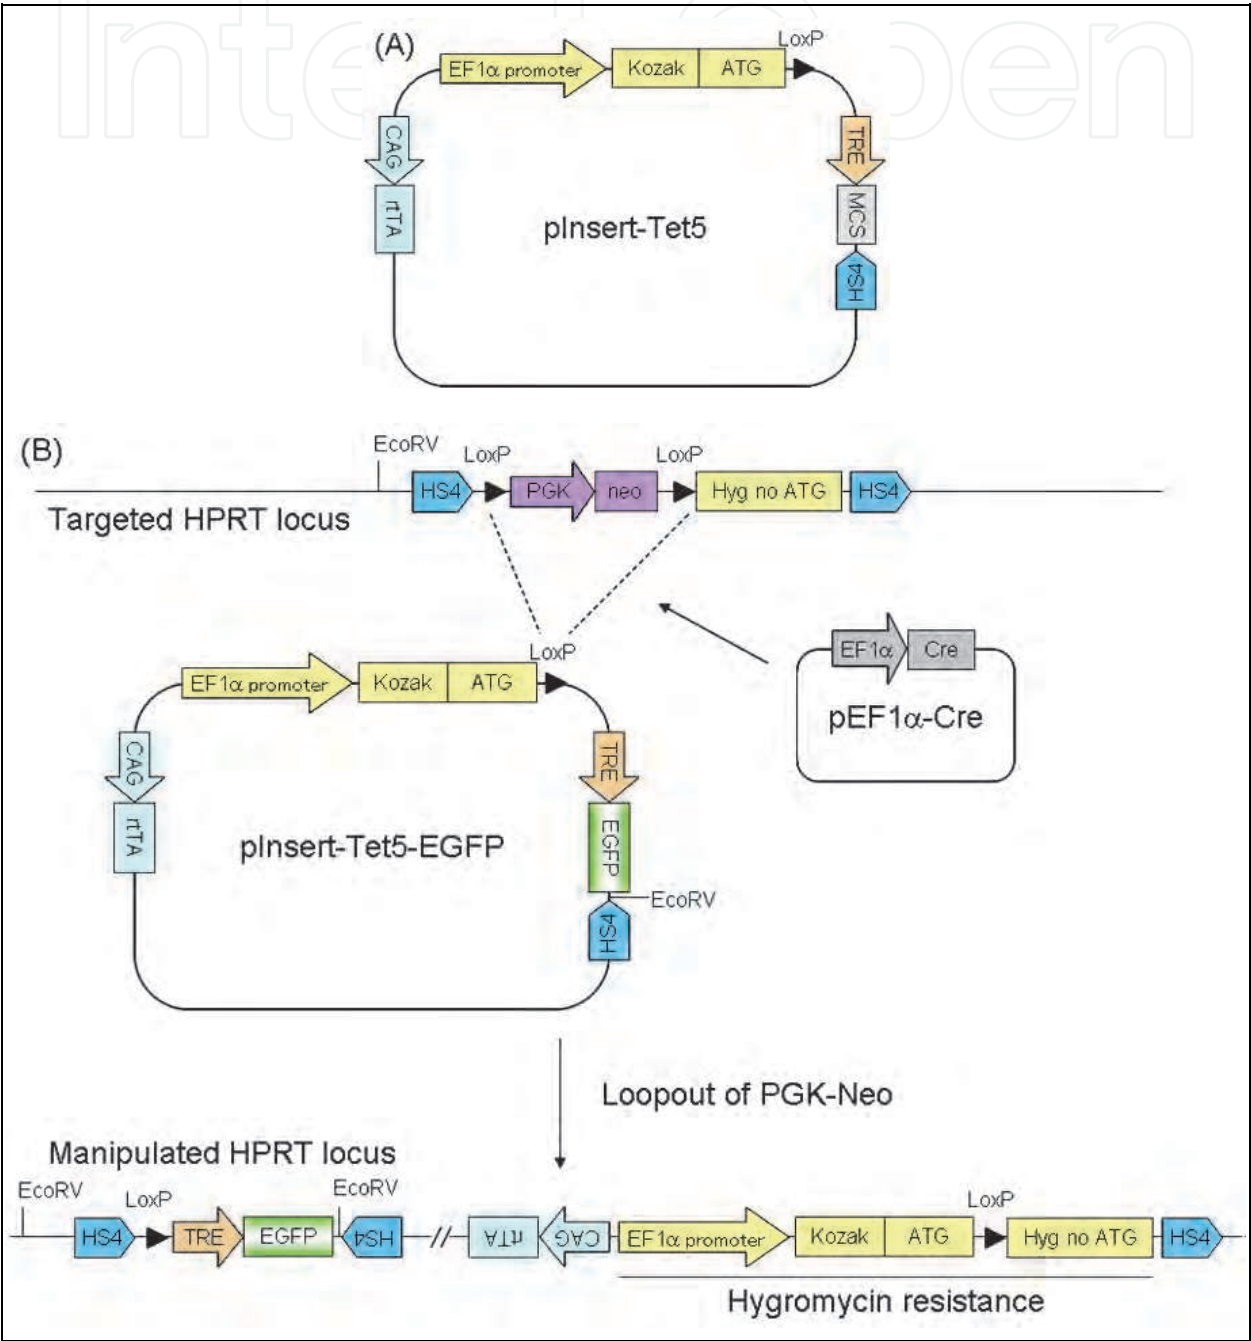 IntechOpen
(A)
LoxP
EF1α promoter
Kozak
ATG
CAG
TRE
rtTA
MCS
pInsert-Tet5
HS4
(B)
EcoRV
LoxP
LoxP
HS4
PGK
neo
Hyg no ATG
HS4
Targeted HPRT locus
LoxP
EF1α promoter
Kozak
ATG
EF1α
Cre
pEF1α-Cre
CAG
TRE
rtTA
EGFP
pInsert-Tet5-EGFP
EcoRV
HS4
Loopout of PGK-Neo
Manipulated HPRT locus
EcoRV
LoxP
EcoRV
LoxP
HS4
TRE
EGFP
HS4
//
rtTA
CAG
EF1α promoter
Kozak
ATG
Hyg no ATG
HS4
Hygromycin resistance